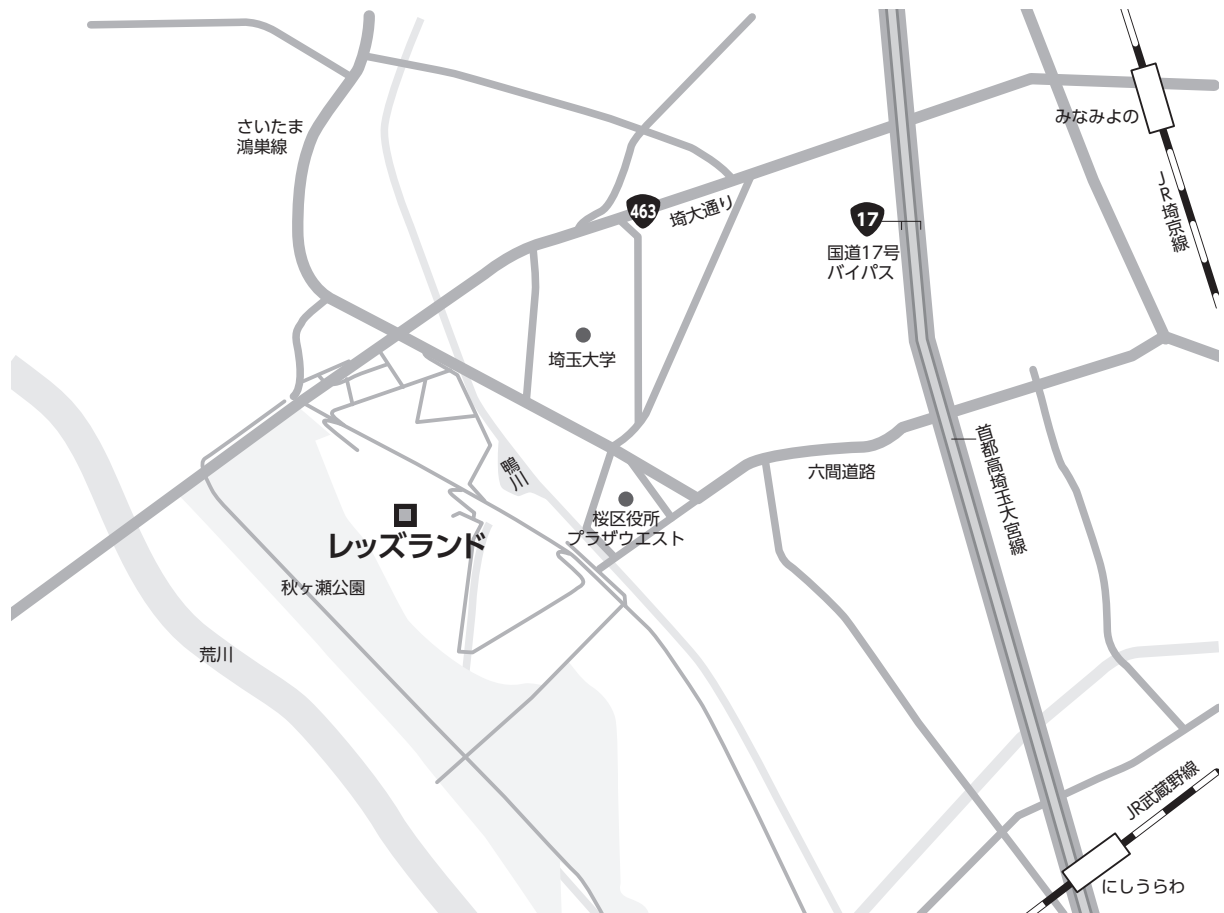 さいたま
鴻巣線
みなみよの
JR埼京線
463
埼大通り
17
国道17号
バイパス
埼玉大学
鴨川
六間道路
首都高埼玉大宮線
桜区役所
プラザウエスト
レッズランド
秋ヶ瀬公園
荒川
JR武蔵野線
にしうらわ